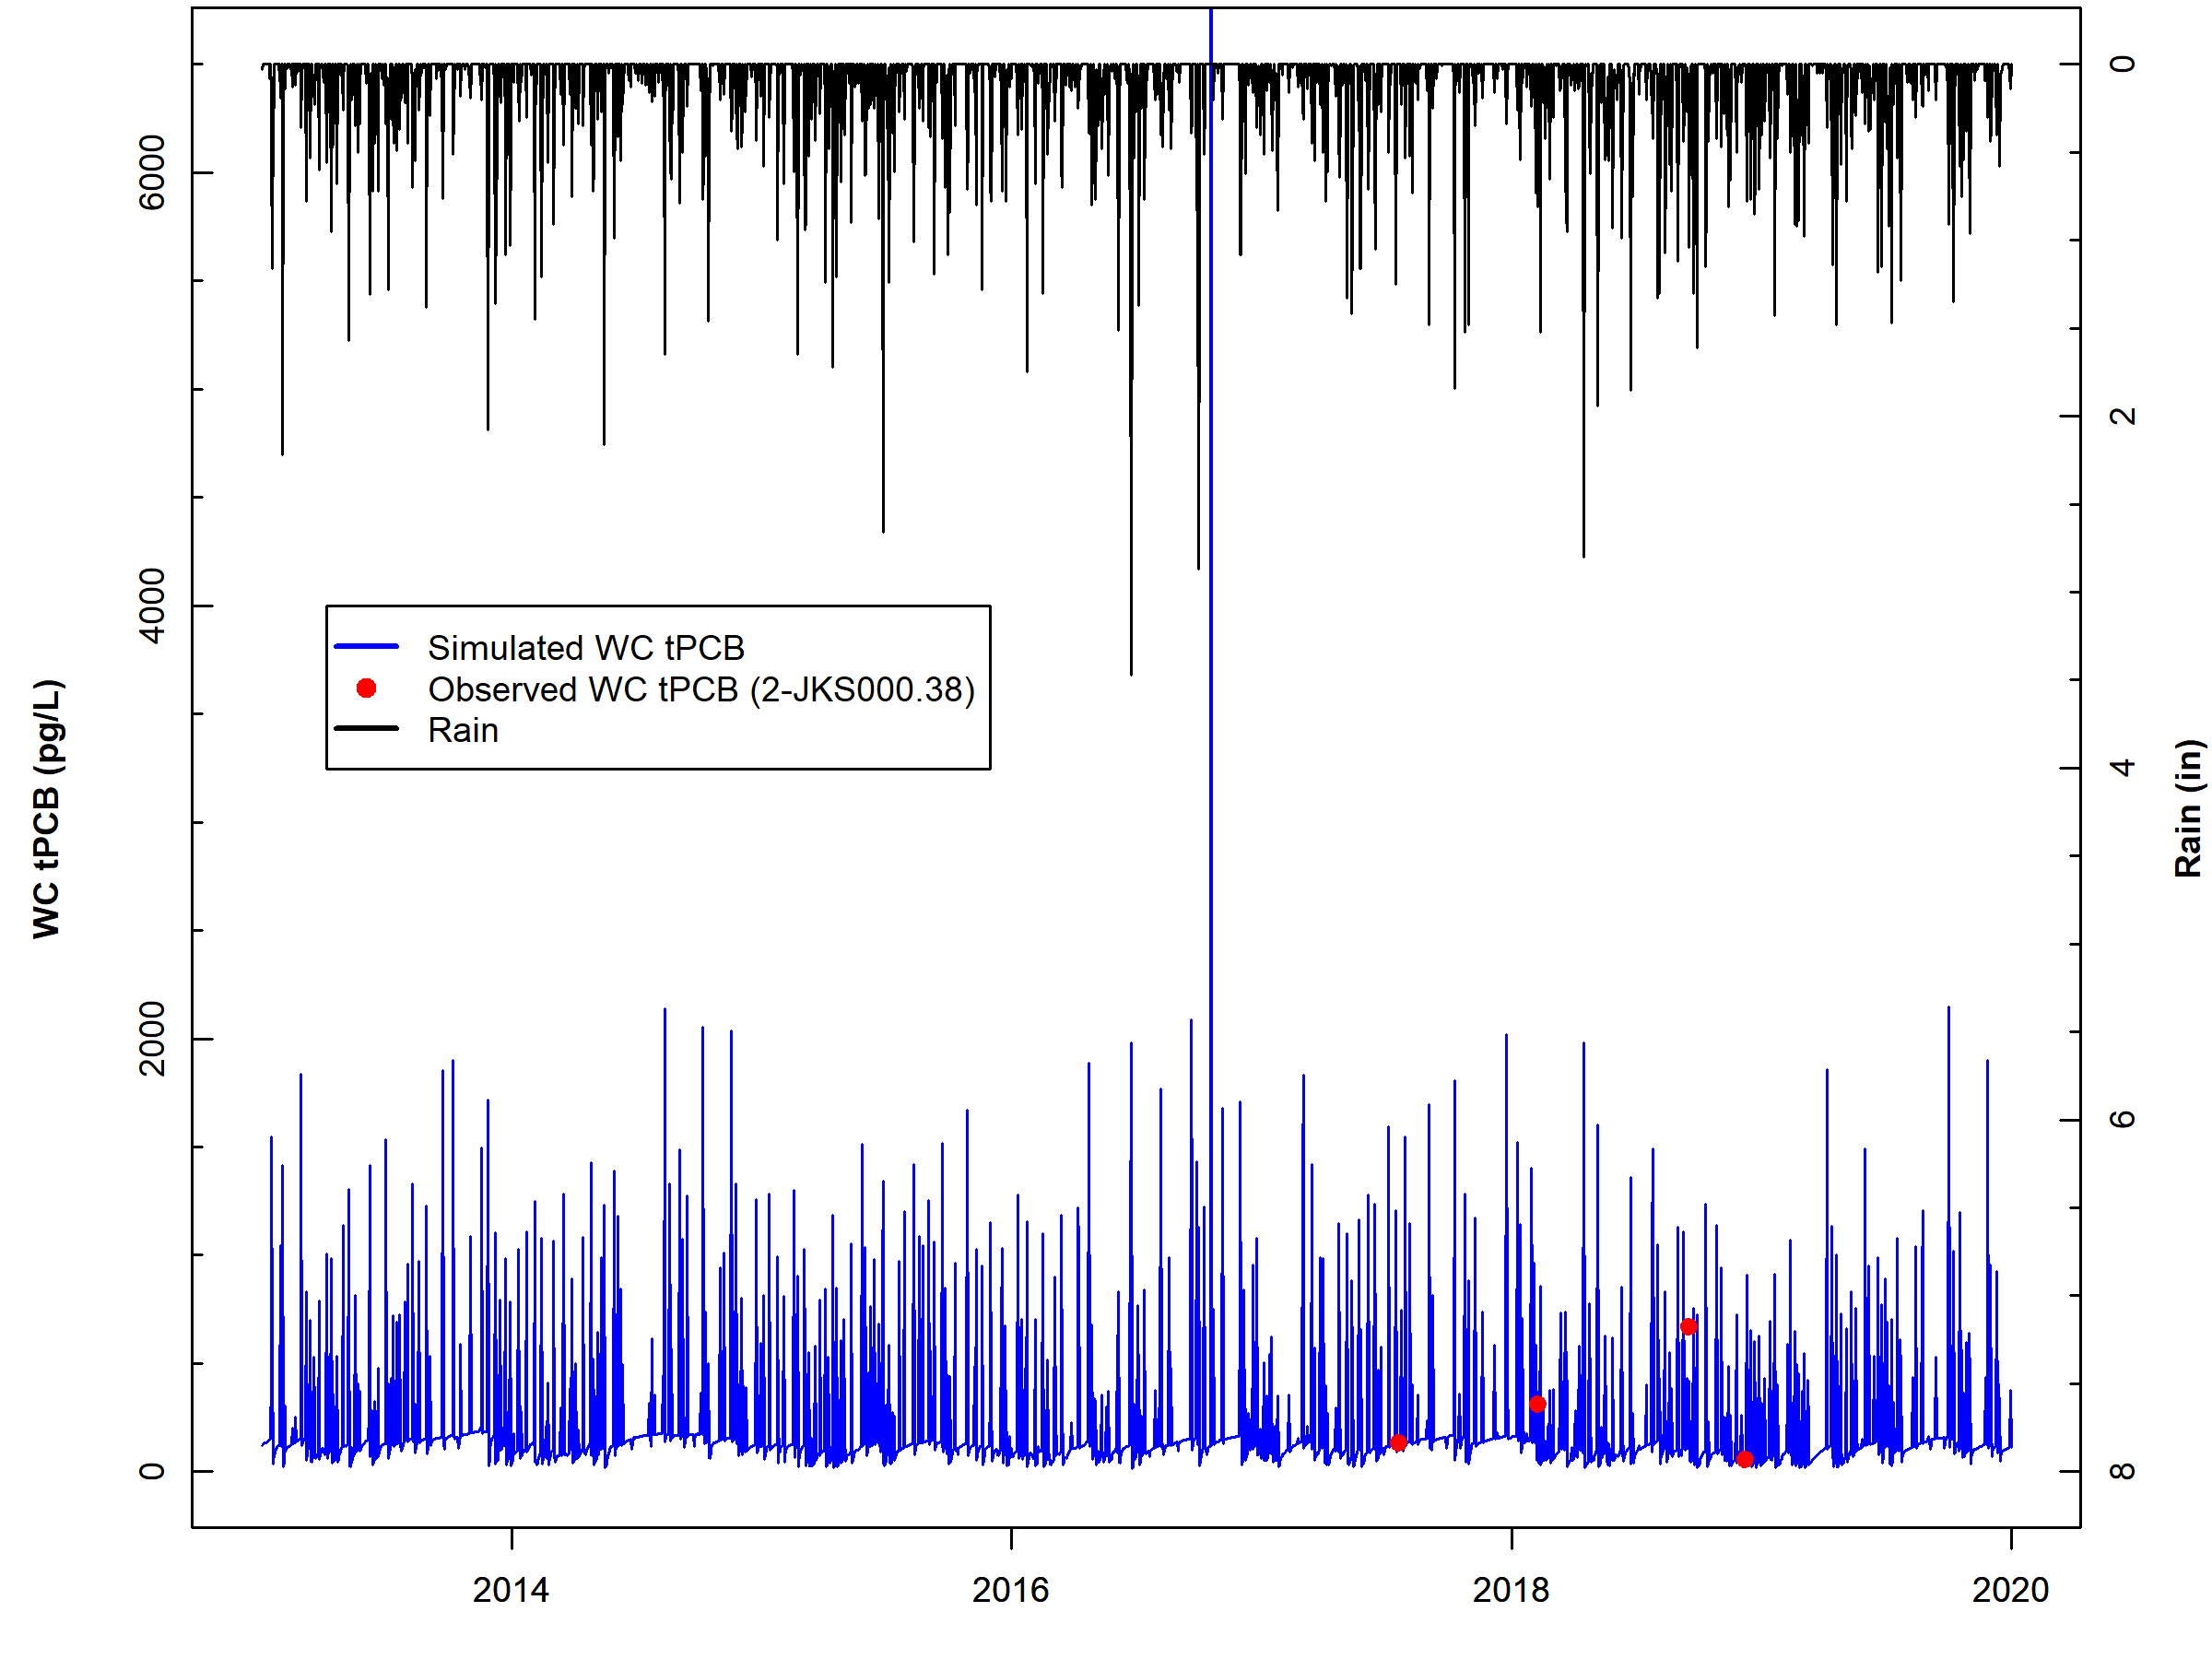 WC tPCB (pg/L)
6000
4000
2000
0
Simulated WC tPCB
Observed WC tPCB (2-JKS000.38)
Rain
0
2
4
6
8
Rain (in)
2014
2016
2018
2020